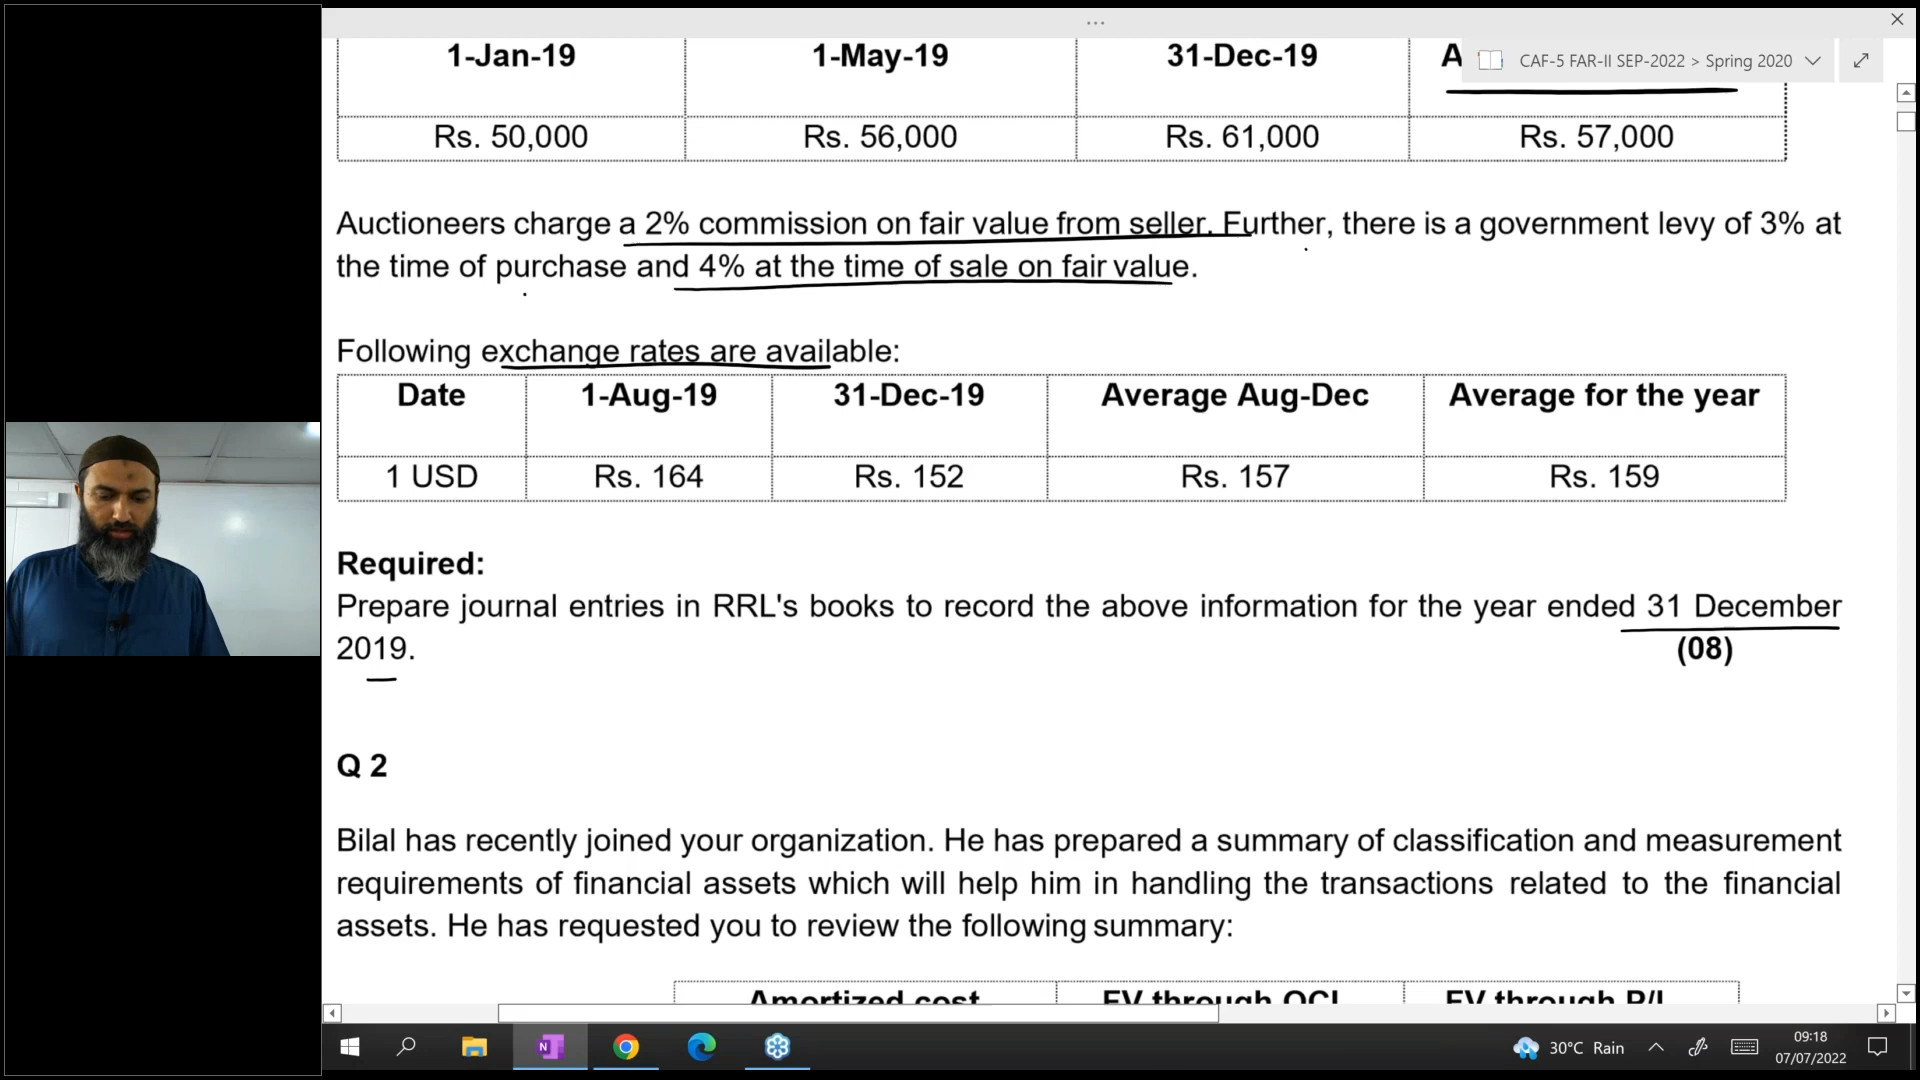 CAF-5 FAR-II SEP-2022 > Spring 2020
1-Jan-19 1-May-19 31-Dec-19
Rs. 50,000 Rs. 56,000 Rs. 61,000 Rs. 57,000
Auctioneers charge a 2% commission on fair value from seller. Further, there is a government levy of 3% at
the time of purchase and 4% at the time of sale on fair value.
Following exchange rates are available:
Date 1-Aug-19 31-Dec-19 Average Aug-Dec Average for the year
1 USD Rs. 164 Rs. 152 Rs. 157 Rs. 159
Required:
Prepare journal entries in RRL's books to record the above information for the year ended 31 December
2019. (08)
Q 2
Bilal has recently joined your organization. He has prepared a summary of classification and measurement
requirements of financial assets which will help him in handling the transactions related to the financial
assets. He has requested you to review the following summary:
Amortized cost FV through OCI FV through P/L
30°C Rain
09:18
07/07/2022